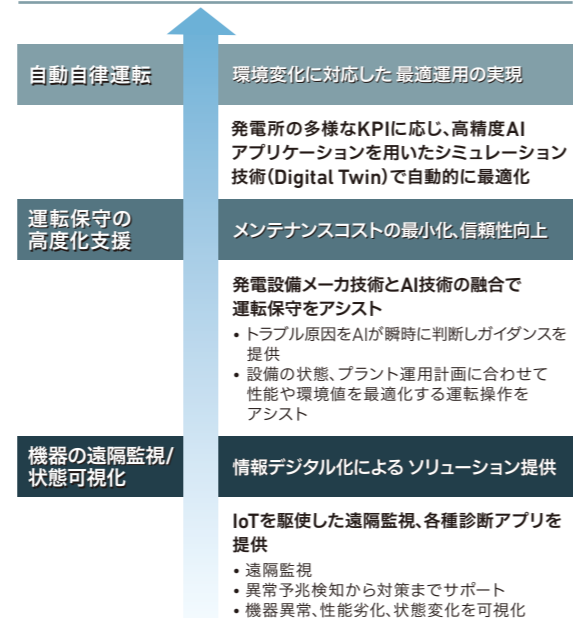 自動自律運転
環境変化に対応した 最適運用の実現
発電所の多様なKPIに応じ、高精度AI
アプリケーションを用いたシミュレーション
技術(Digital Twin)で自動的に最適化
運転保守の
高度化支援
メンテナンスコストの最小化、信頼性向上
発電設備メーカ技術とAI技術の融合で
運転保守をアシスト
• トラブル原因をAIが瞬時に判断しガイダンスを
提供
• 設備の状態、プラント運用計画に合わせて
性能や環境値を最適化する運転操作を
アシスト
機器の遠隔監視/
状態可視化
情報デジタル化による ソリューション提供
IoTを駆使した遠隔監視、各種診断アプリを
提供
• 遠隔監視
• 異常予兆検知から対策までサポート
• 機器異常、性能劣化、状態変化を可視化